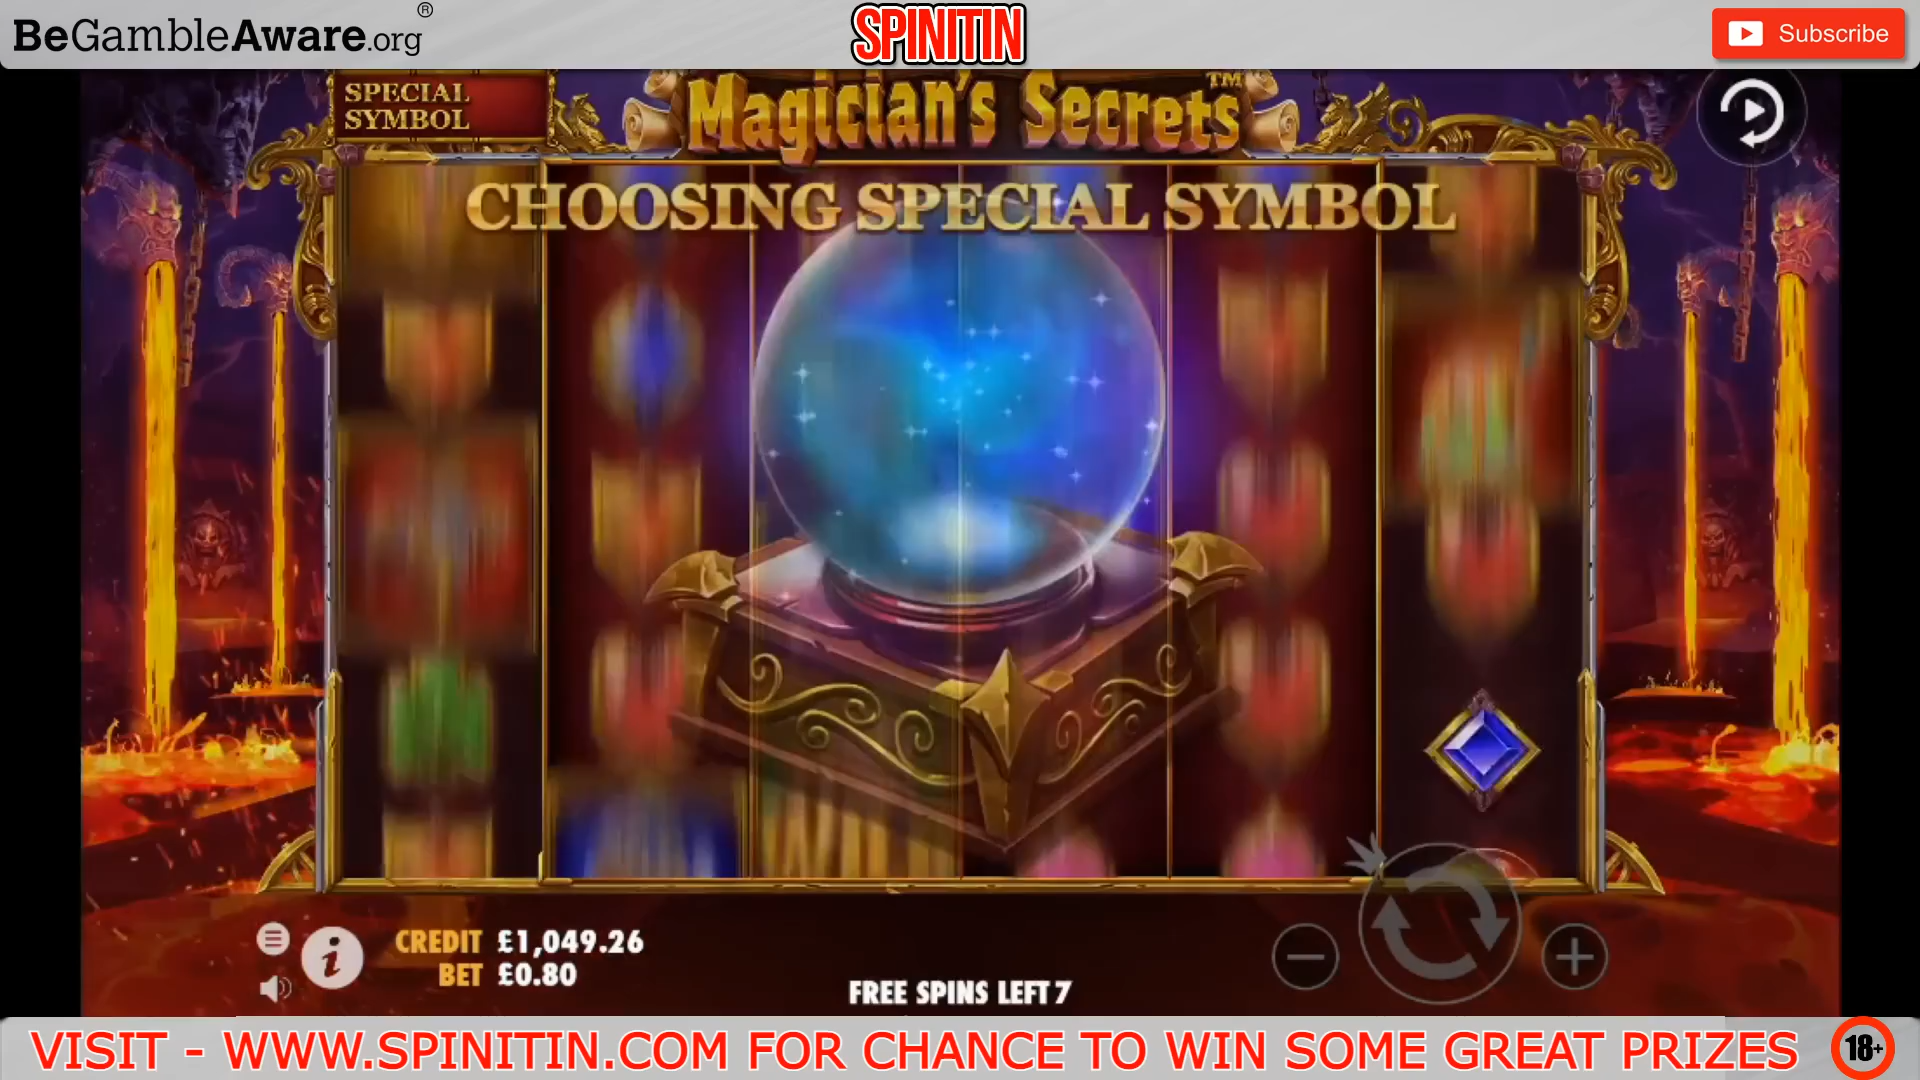 BeGambleAware.org®
SPINITIN
Subscribe
SPECIAL
SYMBOL
Magician's Secrets™
CHOOSING SPECIAL SYMBOL
CREDIT £1,049.26
BET £0.80
FREE SPINS LEFT 7
VISIT - WWW.SPINITIN.COM FOR CHANCE TO WIN SOME GREAT PRIZES
18+